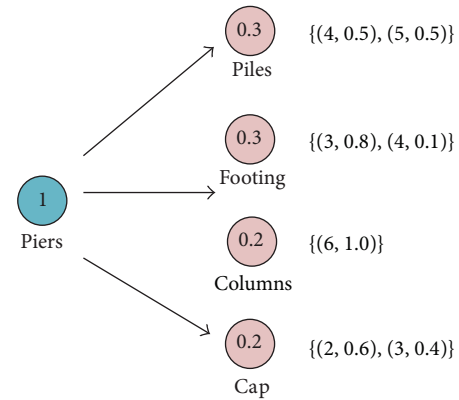 0.3
{(4, 0.5), (5, 0.5)}
Piles
0.3
{(3, 0.8), (4, 0.1)}
Footing
1
Piers
0.2
{(6, 1.0)}
Columns
0.2
{(2, 0.6), (3, 0.4)}
Cap